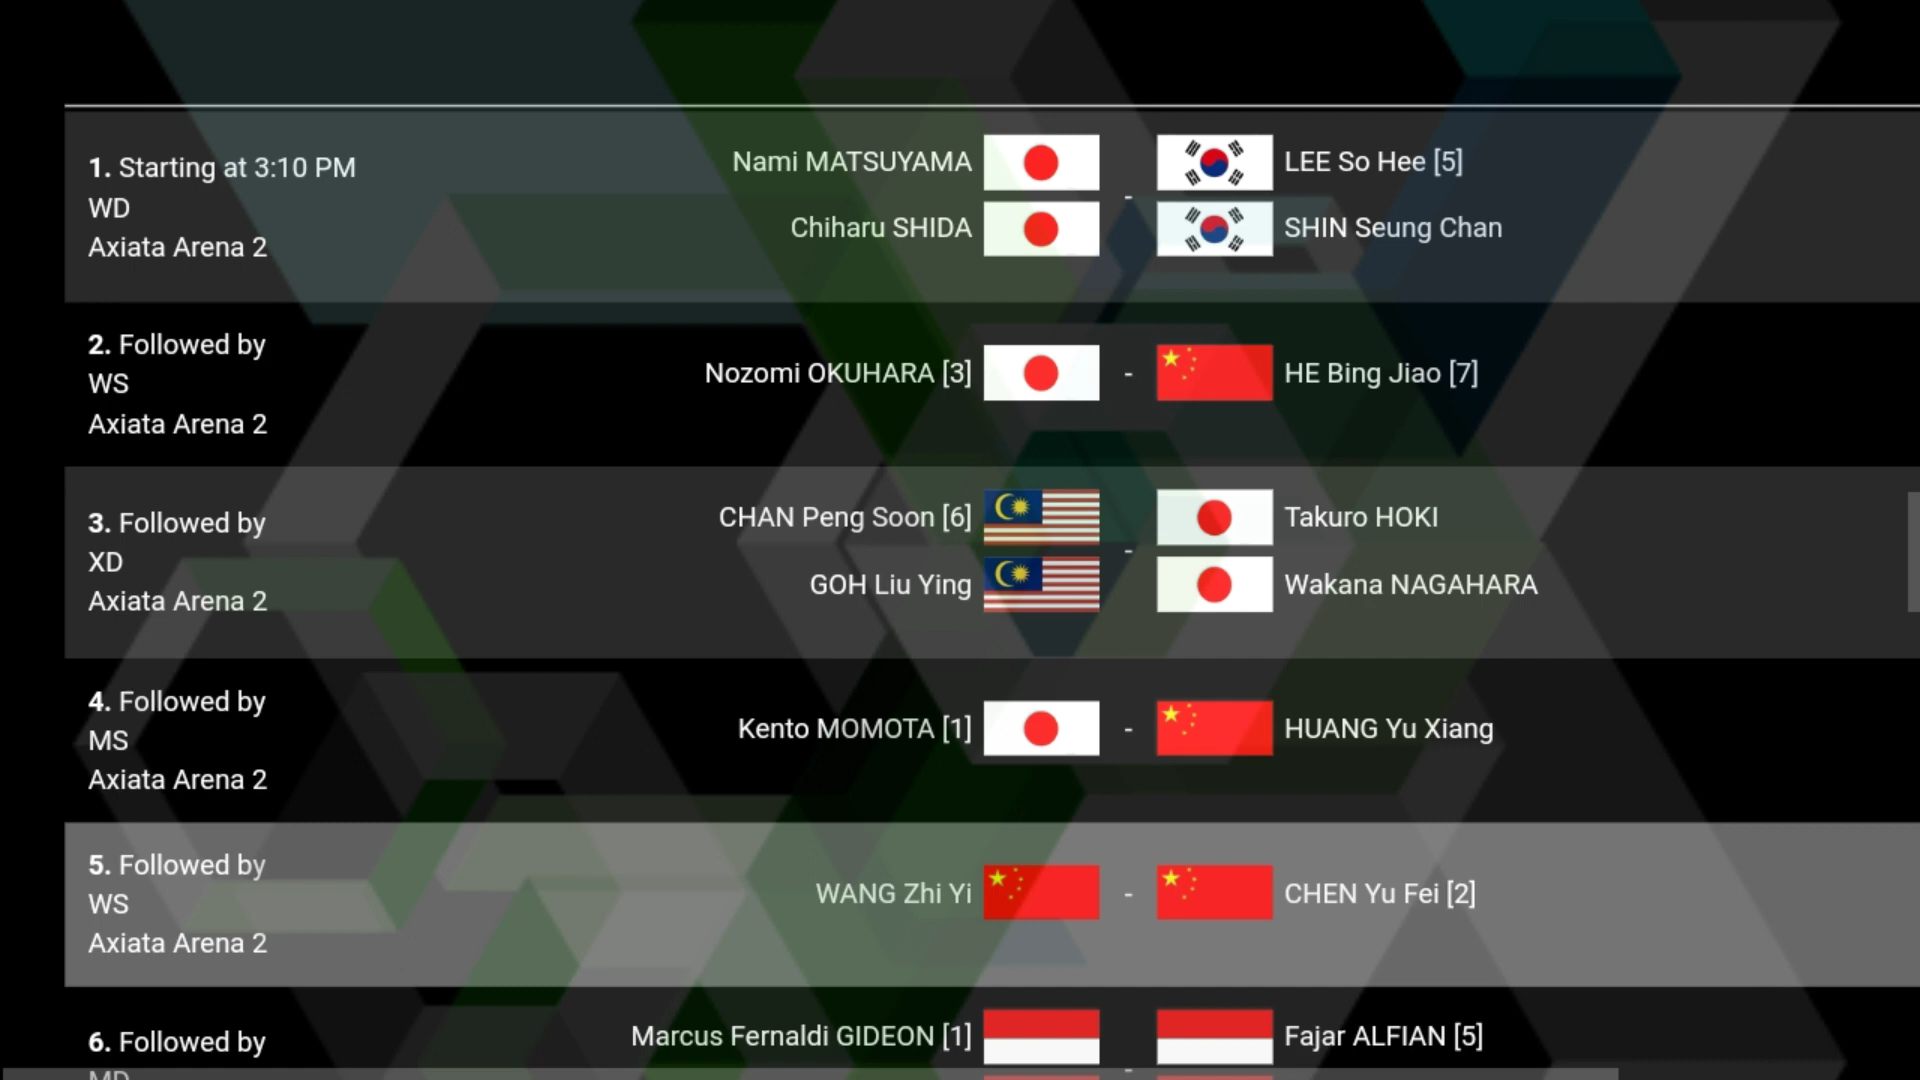 1. Starting at 3:10 PM
WD
Axiata Arena 2
Nami MATSUYAMA - LEE So Hee [5]
Chiharu SHIDA SHIN Seung Chan
2. Followed by
WS
Axiata Arena 2
Nozomi OKUHARA [3] - HE Bing Jiao [7]
3. Followed by
XD
Axiata Arena 2
CHAN Peng Soon [6] - Takuro HOKI
GOH Liu Ying Wakana NAGAHARA
4. Followed by
MS
Axiata Arena 2
Kento MOMOTA [1] - HUANG Yu Xiang
5. Followed by
WS
Axiata Arena 2
WANG Zhi Yi - CHEN Yu Fei [2]
6. Followed by
MD
Marcus Fernaldi GIDEON [1] - Fajar ALFIAN [5]